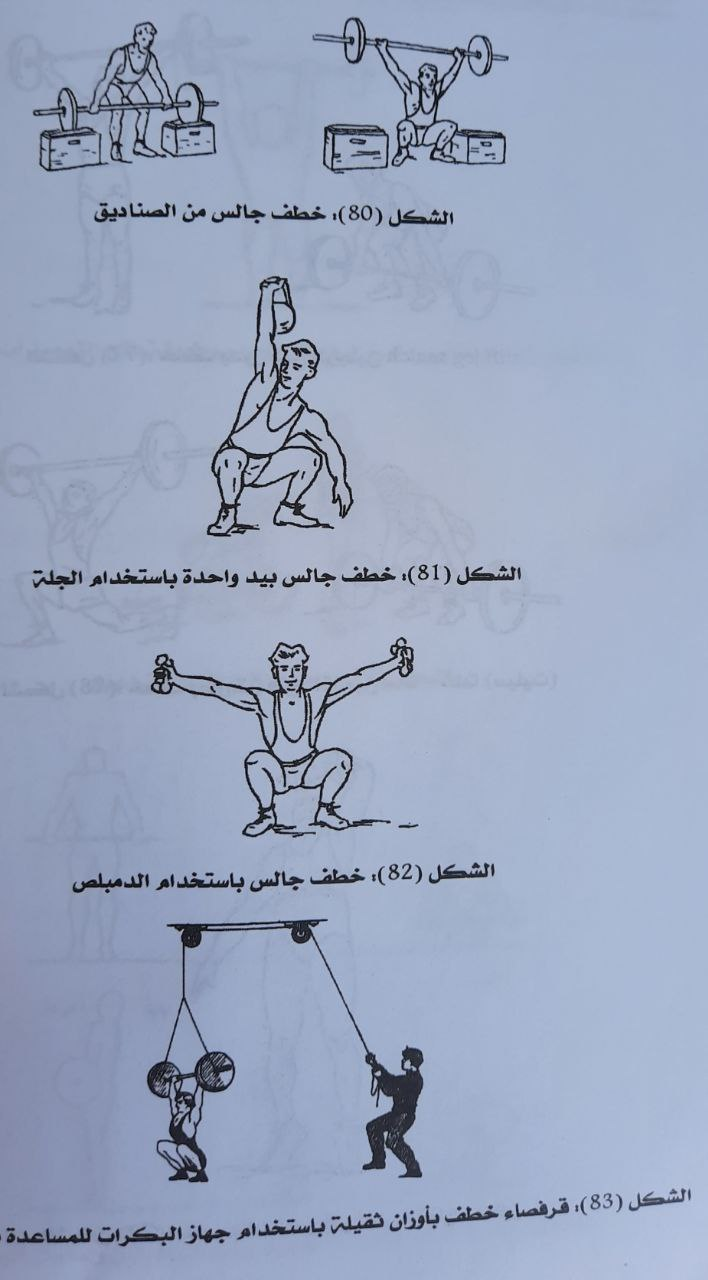 الشكل (80): خطف جالس من الصناديق
الشكل (81): خطف جالس بيد واحدة باستخدام الجلة
الشكل (82): خطف جالس باستخدام الدمبلص
الشكل (83): قرفصاء خطف بأوزان ثقيلة باستخدام جهاز البكرات للمساعدة